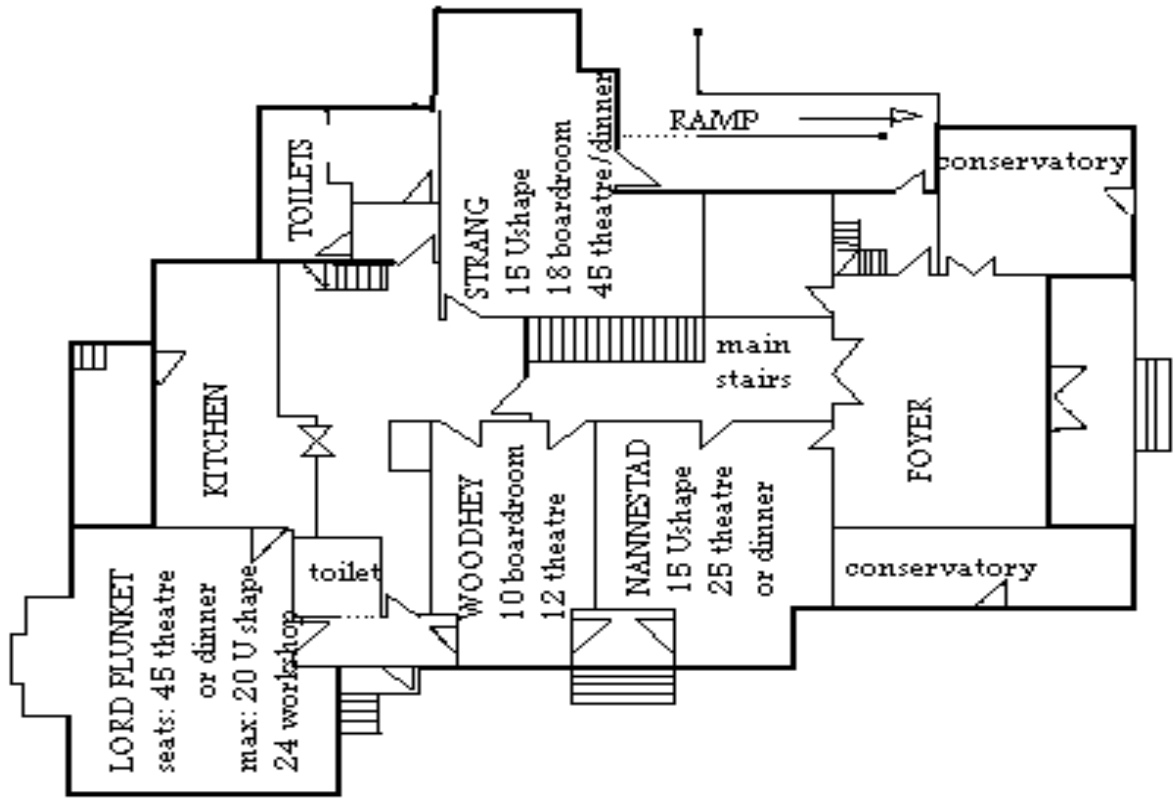 RAMP
conservatory
TOILETS
STRANG
15 Ushape
18 boardroom
45 theatre/dinner
main
stairs
KITCHEN
FOYER
WOODHEY
10 boardroom
12 theatre
NANNESTAD
15 Ushape
25 theatre
or dinner
toilet
conservatory
LORD PLUNKET
seats: 45 theatre
or dinner
max: 20 U shape
24 workshop